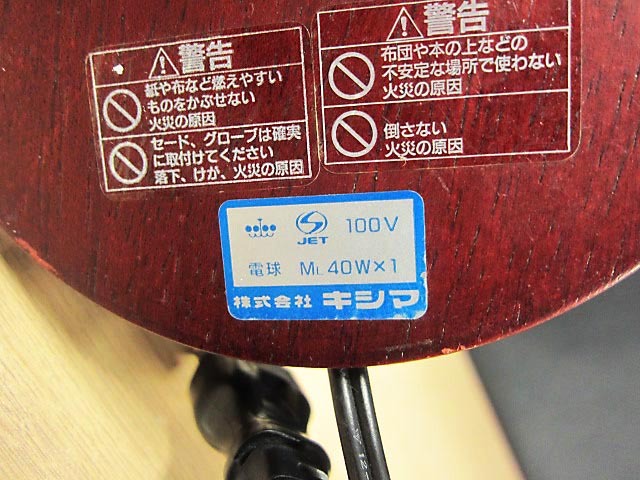 警告
紙や布など燃えやすい
ものをかぶせない
火災の原因
セード、グローブは確実
に取付けてください
落下、けが、火災の原因
警告
布団や本の上などの
不安定な場所で使わない
火災の原因
倒さない
火災の原因
JET 100V
電球 ML 40W×1
株式会社 キシマ